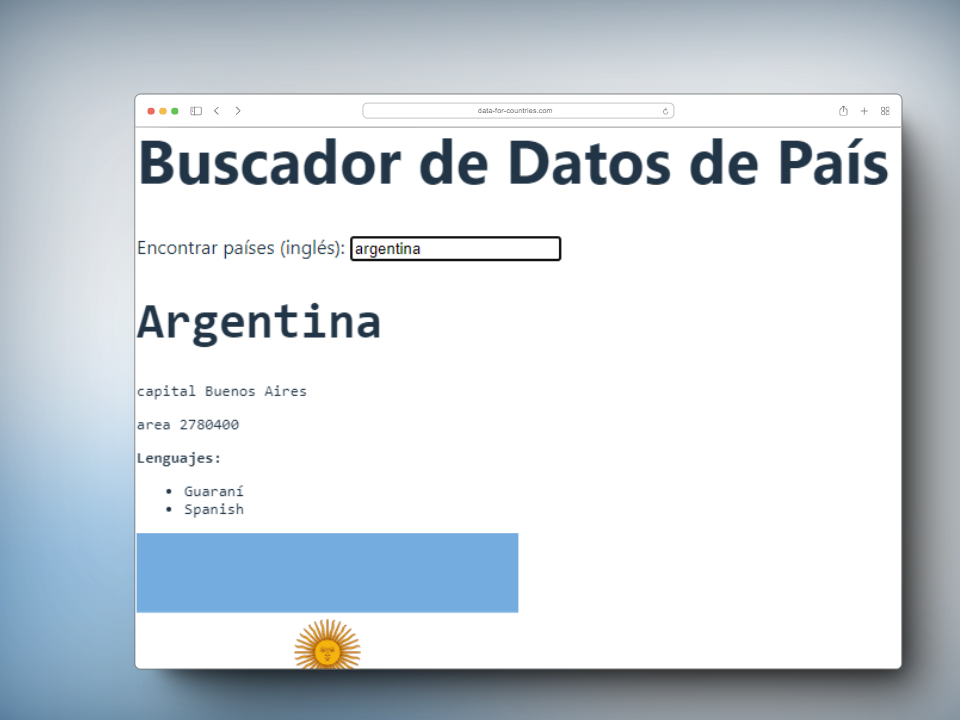 data-for-countries.com
Buscador de Datos de País
Encontrar países (inglés): argentina
Argentina
capital Buenos Aires
area 2780400
Lenguajes:
Guaraní
Spanish